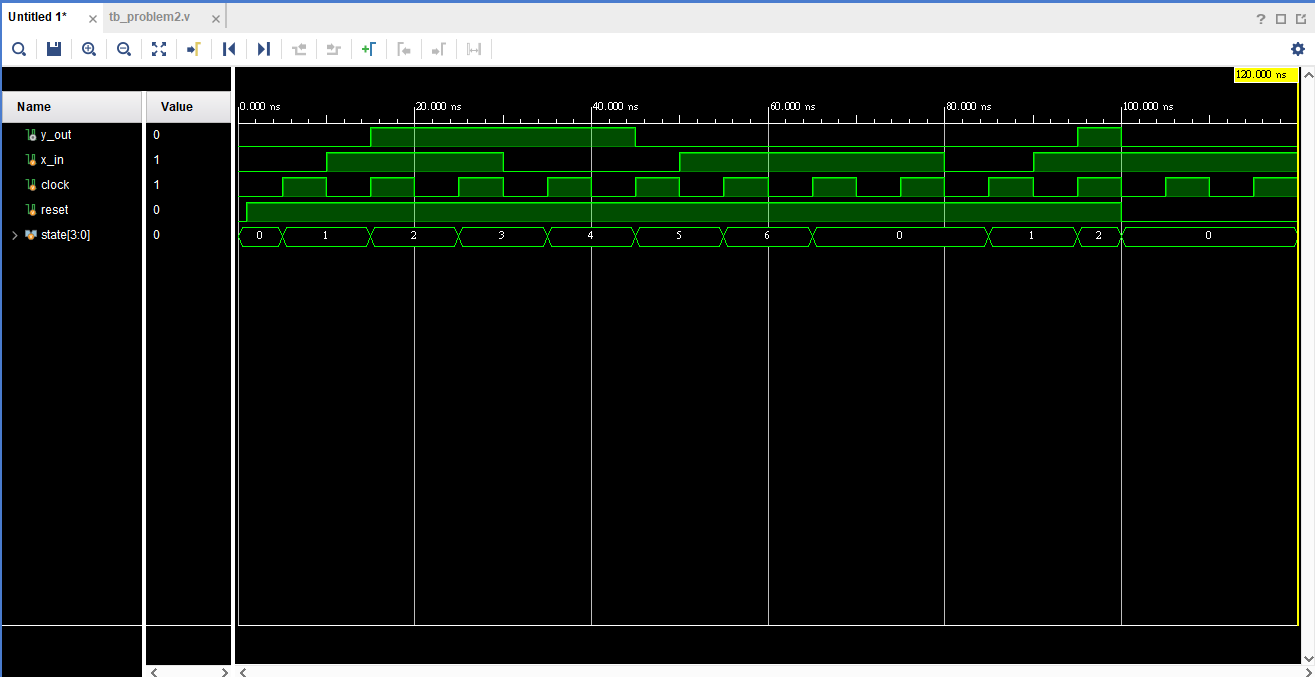 Untitled 1*
tb_problem2.v
?
120.000 ns
Name
Value
0.000 ns
20.000 ns
40.000 ns
60.000 ns
80.000 ns
100.000 ns
y_out 0
x_in 1
clock 1
reset 0
state[3:0] 0
0 1 2 3 4 5 6 0 1 2 0